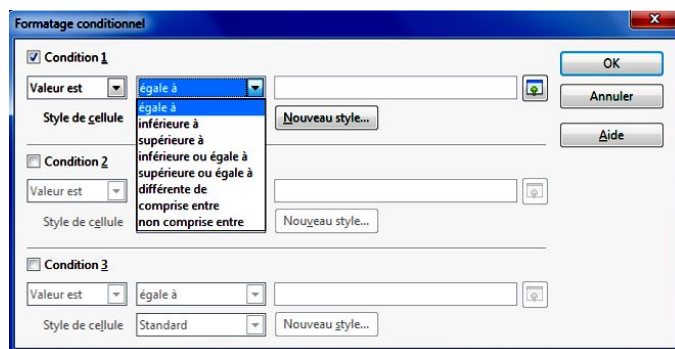 Formatage conditionnel
Condition 1
OK
Valeur est égale à
Annuler
égale à
Style de cellule Nouveau style...
inférieure à
Aide
supérieure à
inférieure ou égale à
Condition 2
supérieure ou égale à
Valeur est
différente de
comprise entre
Style de cellule non comprise entre Nouveau style...
Condition 3
Valeur est égale à
Style de cellule Standard Nouveau style...